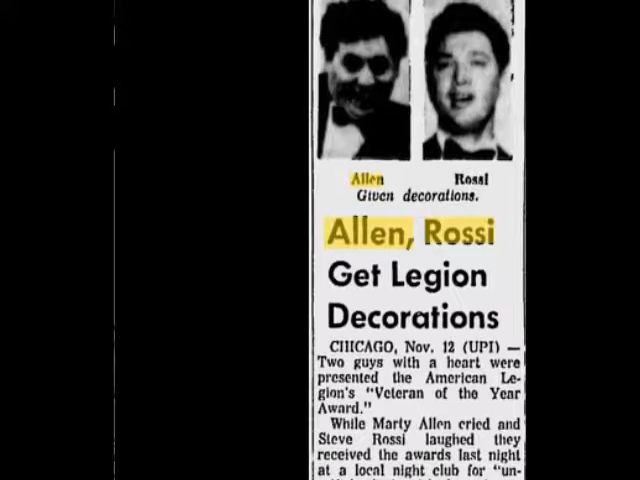 Allen Rossi
Given decorations.
Allen, Rossi
Get Legion
Decorations
CHICAGO, Nov. 12 (UPI) —
Two guys with a heart were
presented the American Le-
gion's "Veteran of the Year
Award."
While Marty Allen cried and
Steve Rossi laughed they
received the awards last night
at a local night club for "un-